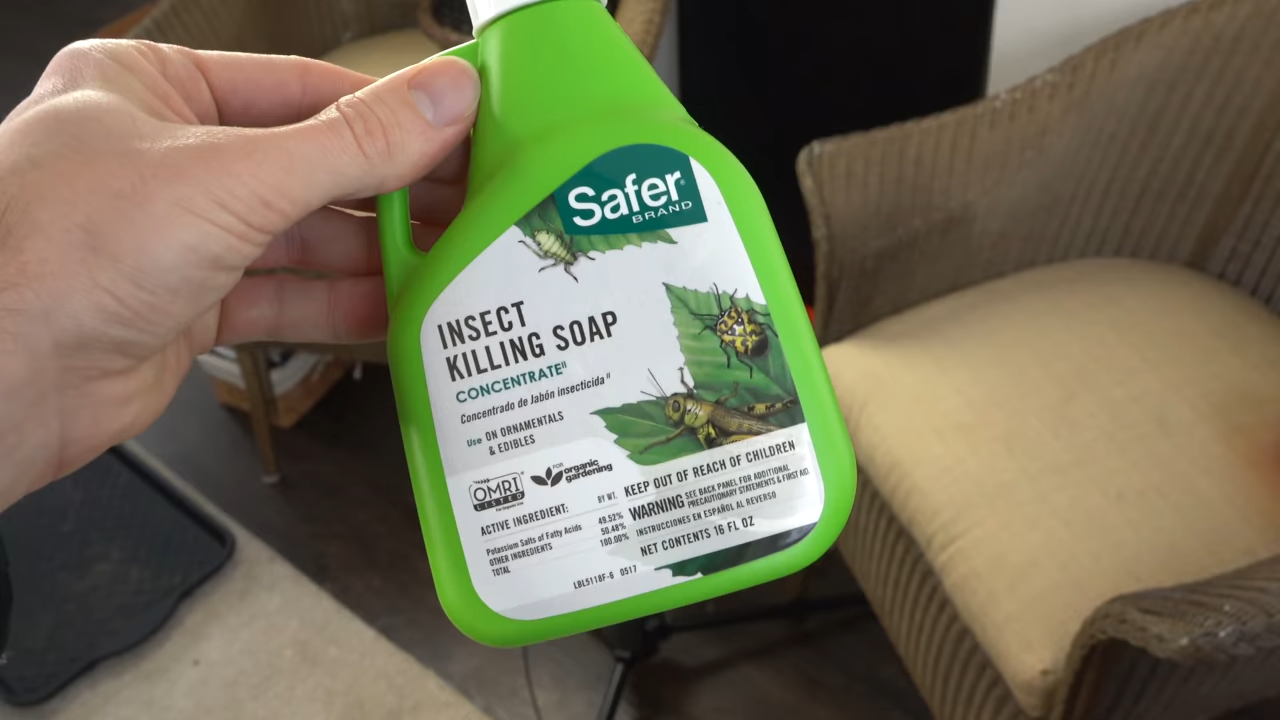 Safer®
BRAND
INSECT
KILLING SOAP
CONCENTRATE"
Concentrado de Jabón insecticida"
Use ON ORNAMENTALS
& EDIBLES
OMRI
LISTED
For Organic Use
FOR
organic
gardening
ACTIVE INGREDIENT: BY WT.
Potassium Salts of Fatty Acids 49.52%
OTHER INGREDIENTS 50.48%
TOTAL 100.00%
KEEP OUT OF REACH OF CHILDREN
WARNING SEE BACK PANEL FOR ADDITIONAL
PRECAUTIONARY STATEMENTS & FIRST AID
INSTRUCCIONES EN ESPAÑOL AL REVERSO
NET CONTENTS 16 FL OZ
LBL5118F-6 0517